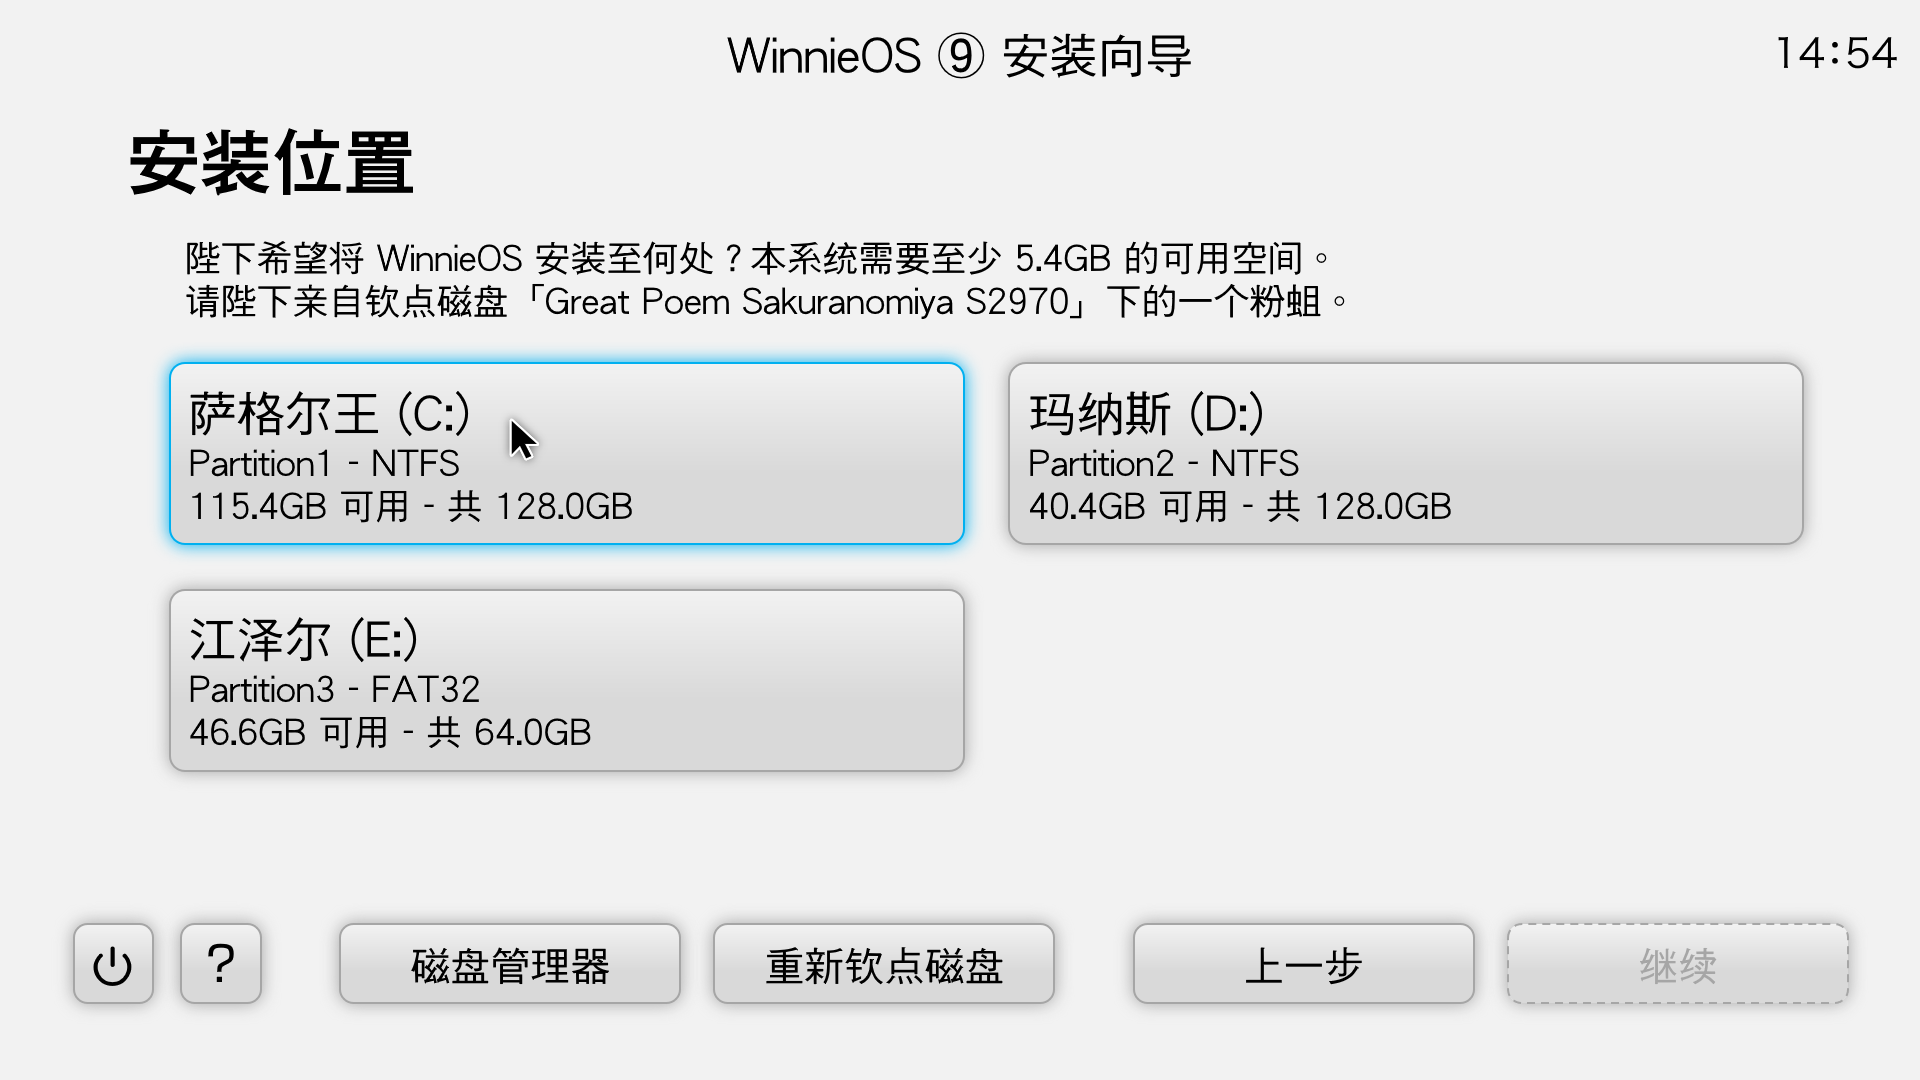 WinnieOS ⑨ 安装向导
14:54
安装位置
陛下希望将 WinnieOS 安装至何处？本系统需要至少 5.4GB 的可用空间。
请陛下亲自钦点磁盘「Great Poem Sakuranomiya S2970」下的一个粉蛆。
萨格尔王 (C:)
Partition1 - NTFS
115.4GB 可用 - 共 128.0GB
玛纳斯 (D:)
Partition2 - NTFS
40.4GB 可用 - 共 128.0GB
江泽尔 (E:)
Partition3 - FAT32
46.6GB 可用 - 共 64.0GB
?
磁盘管理器
重新钦点磁盘
上一步
继续